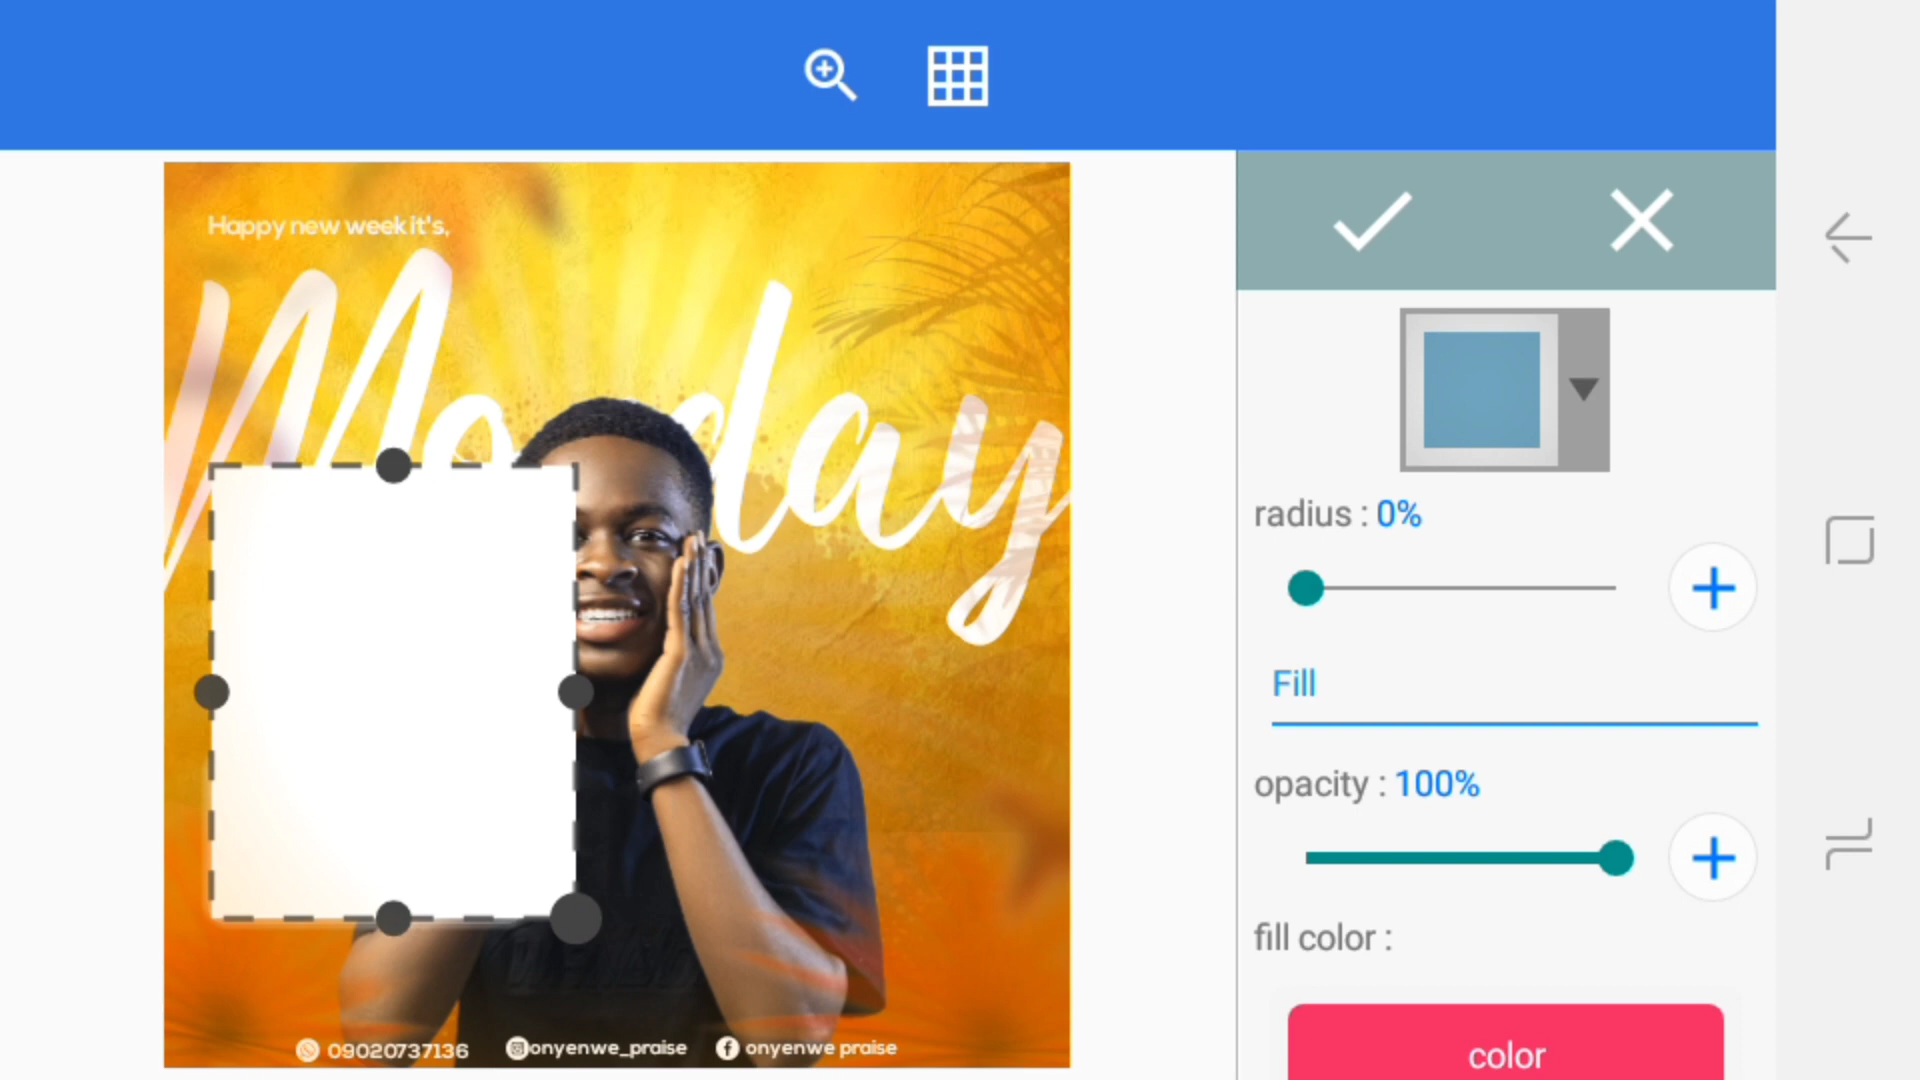 Happy new week it's,
Monday
09020737136
onyenwe_praise
onyenwe praise
radius : 0%
Fill
opacity : 100%
fill color :
color